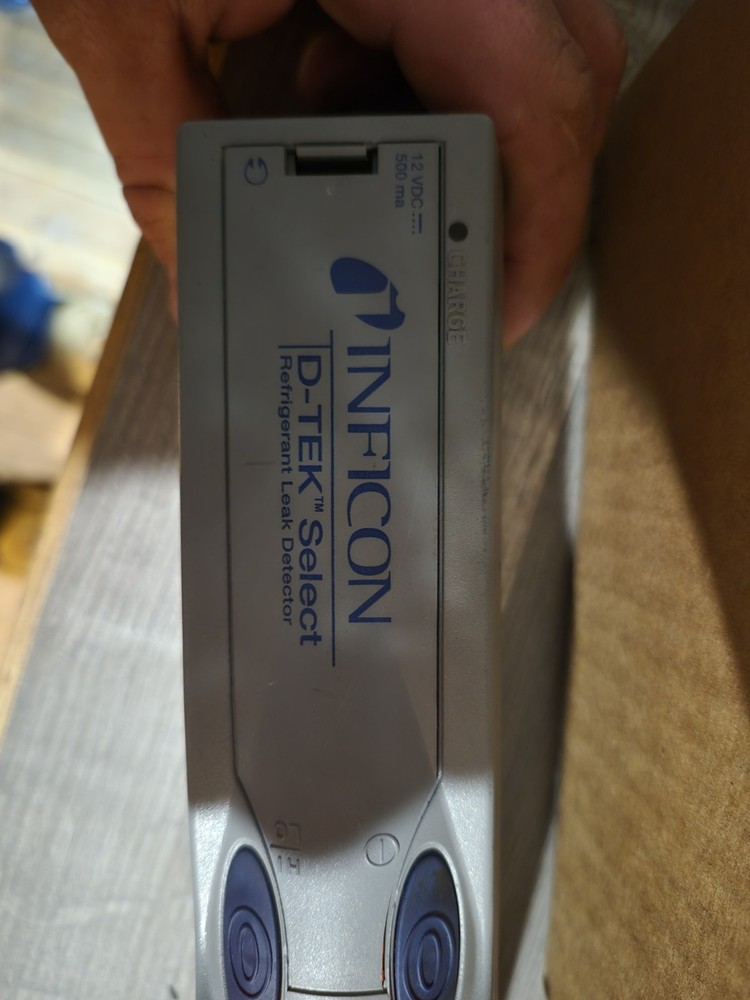 12 VDC
500 ma
CHARGE
INFICON
D-TEK™ Select
Refrigerant Leak Detector